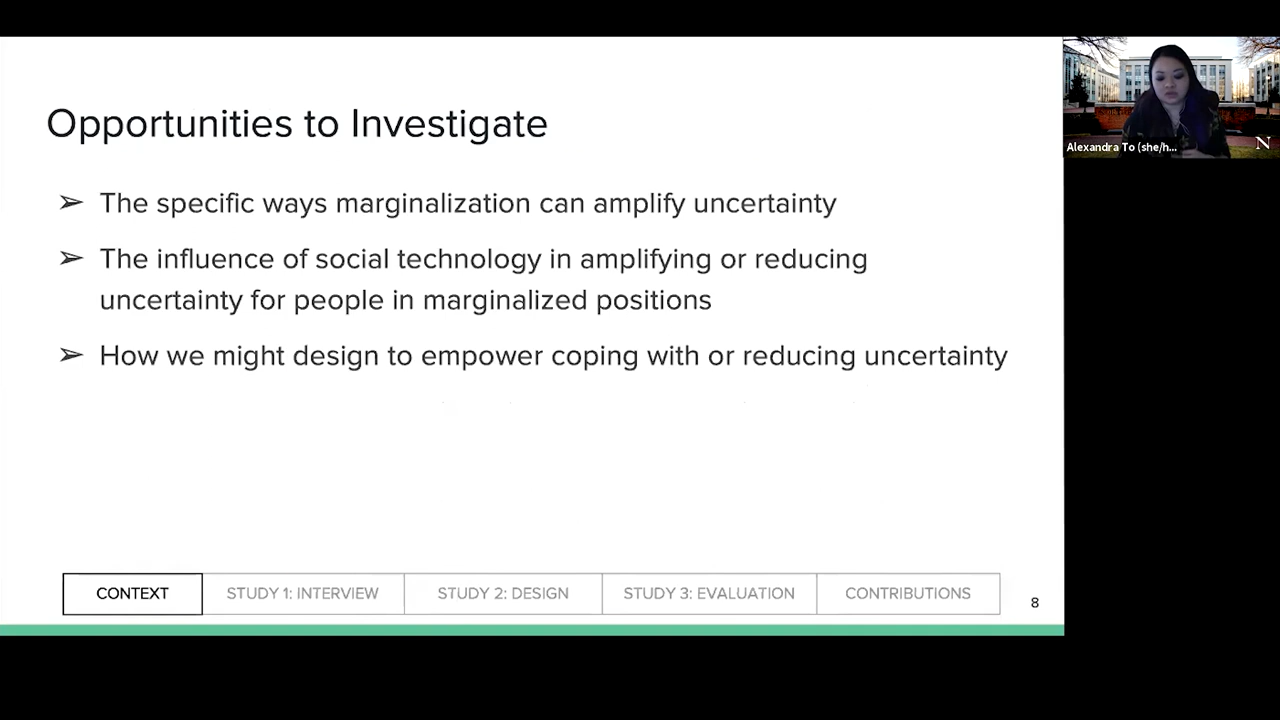 Opportunities to Investigate
➢ The specific ways marginalization can amplify uncertainty
➢ The influence of social technology in amplifying or reducing
uncertainty for people in marginalized positions
➢ How we might design to empower coping with or reducing uncertainty
CONTEXT
STUDY 1: INTERVIEW
STUDY 2: DESIGN
STUDY 3: EVALUATION
CONTRIBUTIONS
8
Alexandra To (she/h...
N